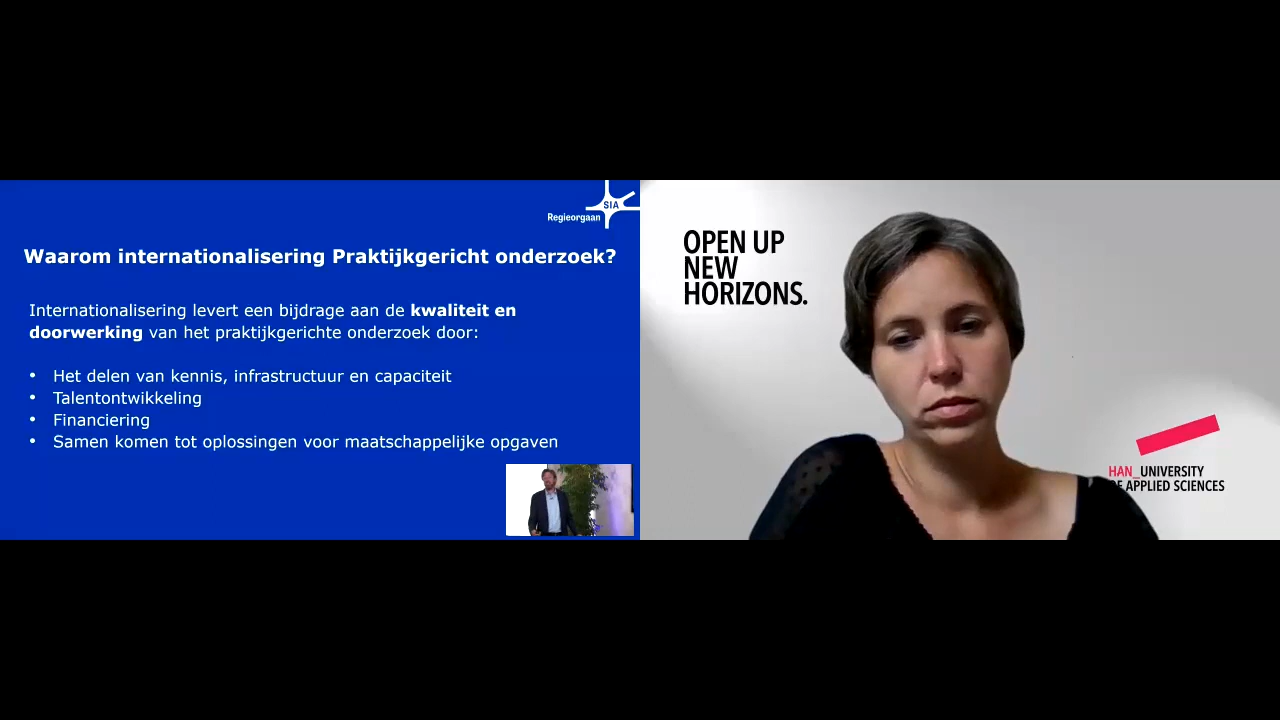 Regieorgaan SIA
Waarom internationalisering Praktijkgericht onderzoek?
Internationalisering levert een bijdrage aan de kwaliteit en
doorwerking van het praktijkgerichte onderzoek door:
• Het delen van kennis, infrastructuur en capaciteit
• Talentontwikkeling
• Financiering
• Samen komen tot oplossingen voor maatschappelijke opgaven
OPEN UP
NEW
HORIZONS.
HAN_UNIVERSITY
OF APPLIED SCIENCES